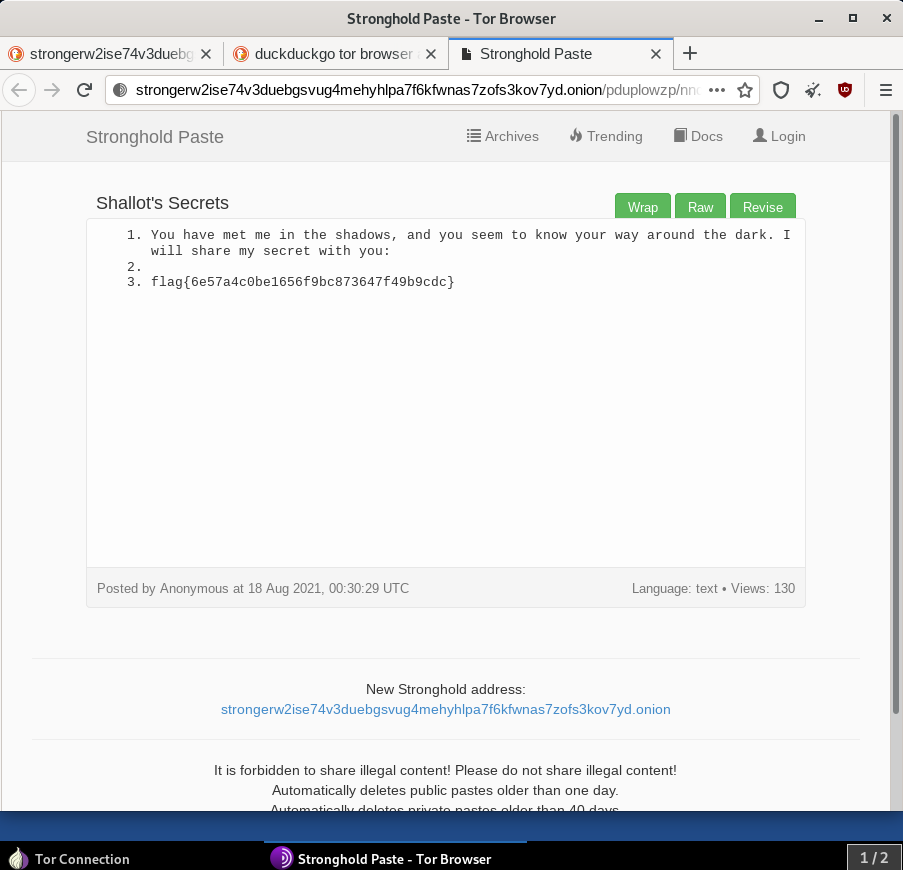 Stronghold Paste - Tor Browser
strongerw2ise74v3duebg
duckduckgo tor browser
Stronghold Paste
strongerw2ise74v3duebgsvug4mehyhlpa7f6kfwnas7zofs3kov7yd.onion/pduplowzp/nn
Stronghold Paste
Archives
Trending
Docs
Login
Shallot's Secrets
Wrap
Raw
Revise
1. You have met me in the shadows, and you seem to know your way around the dark. I
will share my secret with you:
2.
3. flag{6e57a4c0be1656f9bc873647f49b9cdc}
Posted by Anonymous at 18 Aug 2021, 00:30:29 UTC
Language: text • Views: 130
New Stronghold address:
strongerw2ise74v3duebgsvug4mehyhlpa7f6kfwnas7zofs3kov7yd.onion
It is forbidden to share illegal content! Please do not share illegal content!
Automatically deletes public pastes older than one day.
Automatically deletes private pastes older than 40 days
Tor Connection
Stronghold Paste - Tor Browser
1 / 2